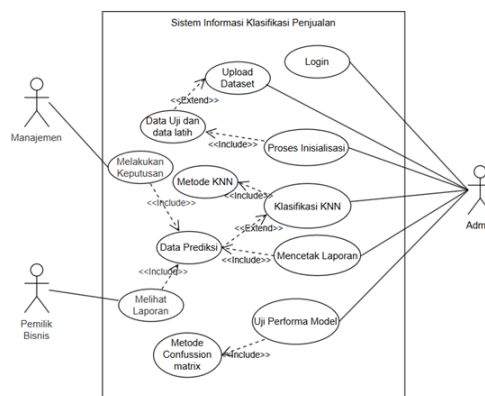 Sistem Informasi Klasifikasi Penjualan
Login
Upload
Dataset
<<Extend>>
Data Uji dan
data latih
Manajemen
<<Include>>
Proses Inisialisasi
Melakukan
Keputusan
Metode KNN
<<Include>>
<<Include>>
Klasifikasi KNN
<<Extend>>
Adm
Data Prediksi
<<Include>>
Mencetak Laporan
<<Include>>
Pemilik
Bisnis
Melihat
Laporan
Uji Performa Model
Metode
Confussion
matrix
<<Include>>